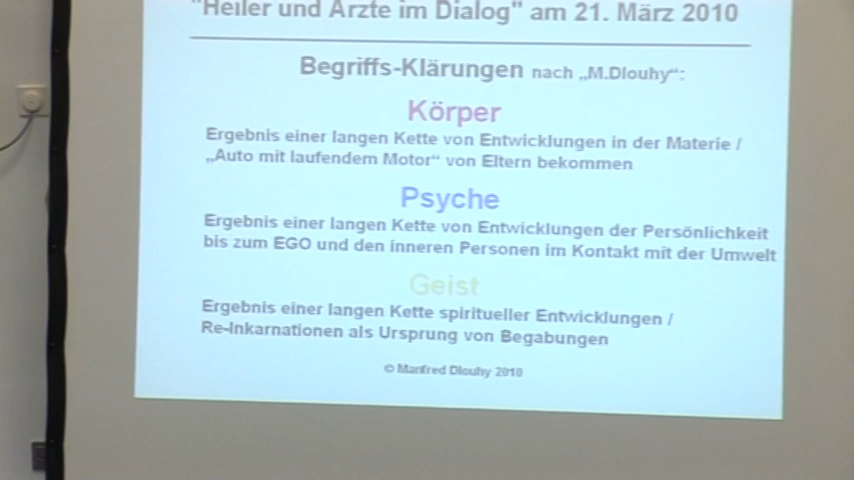 "Heiler und Ärzte im Dialog" am 21. März 2010
Begriffs-Klärungen nach „M.Dlouhy“:
Körper
Ergebnis einer langen Kette von Entwicklungen in der Materie /
„Auto mit laufendem Motor“ von Eltern bekommen
Psyche
Ergebnis einer langen Kette von Entwicklungen der Persönlichkeit
bis zum EGO und den inneren Personen im Kontakt mit der Umwelt
Geist
Ergebnis einer langen Kette spiritueller Entwicklungen /
Re-Inkarnationen als Ursprung von Begabungen
© Manfred Dlouhy 2010